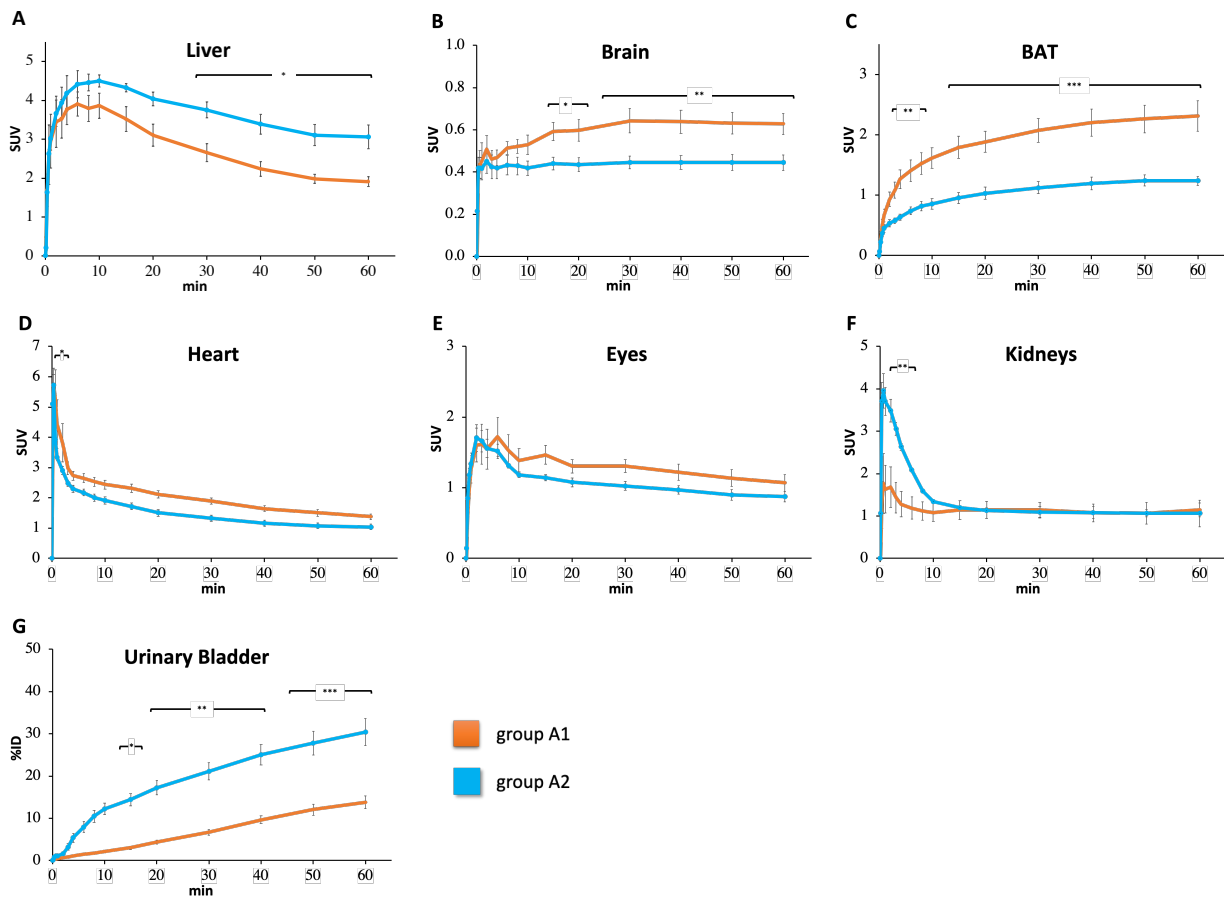 A
Liver
5
4
3
2
1
0
SUV
*
0 10 20 30 40 50 60
min
B
Brain
1.0
0.8
0.6
0.4
0.2
0.0
SUV
*
**
0 10 20 30 40 50 60
min
C
BAT
3
2
1
0
SUV
**
***
0 10 20 30 40 50 60
min
D
Heart
7
6
5
4
3
2
1
0
SUV
*
0 10 20 30 40 50 60
min
E
Eyes
3
2
1
0
SUV
0 10 20 30 40 50 60
min
F
Kidneys
5
4
3
2
1
0
SUV
**
0 10 20 30 40 50 60
min
G
Urinary Bladder
50
40
30
20
10
0
%ID
*
**
***
0 10 20 30 40 50 60
min
group A1
group A2